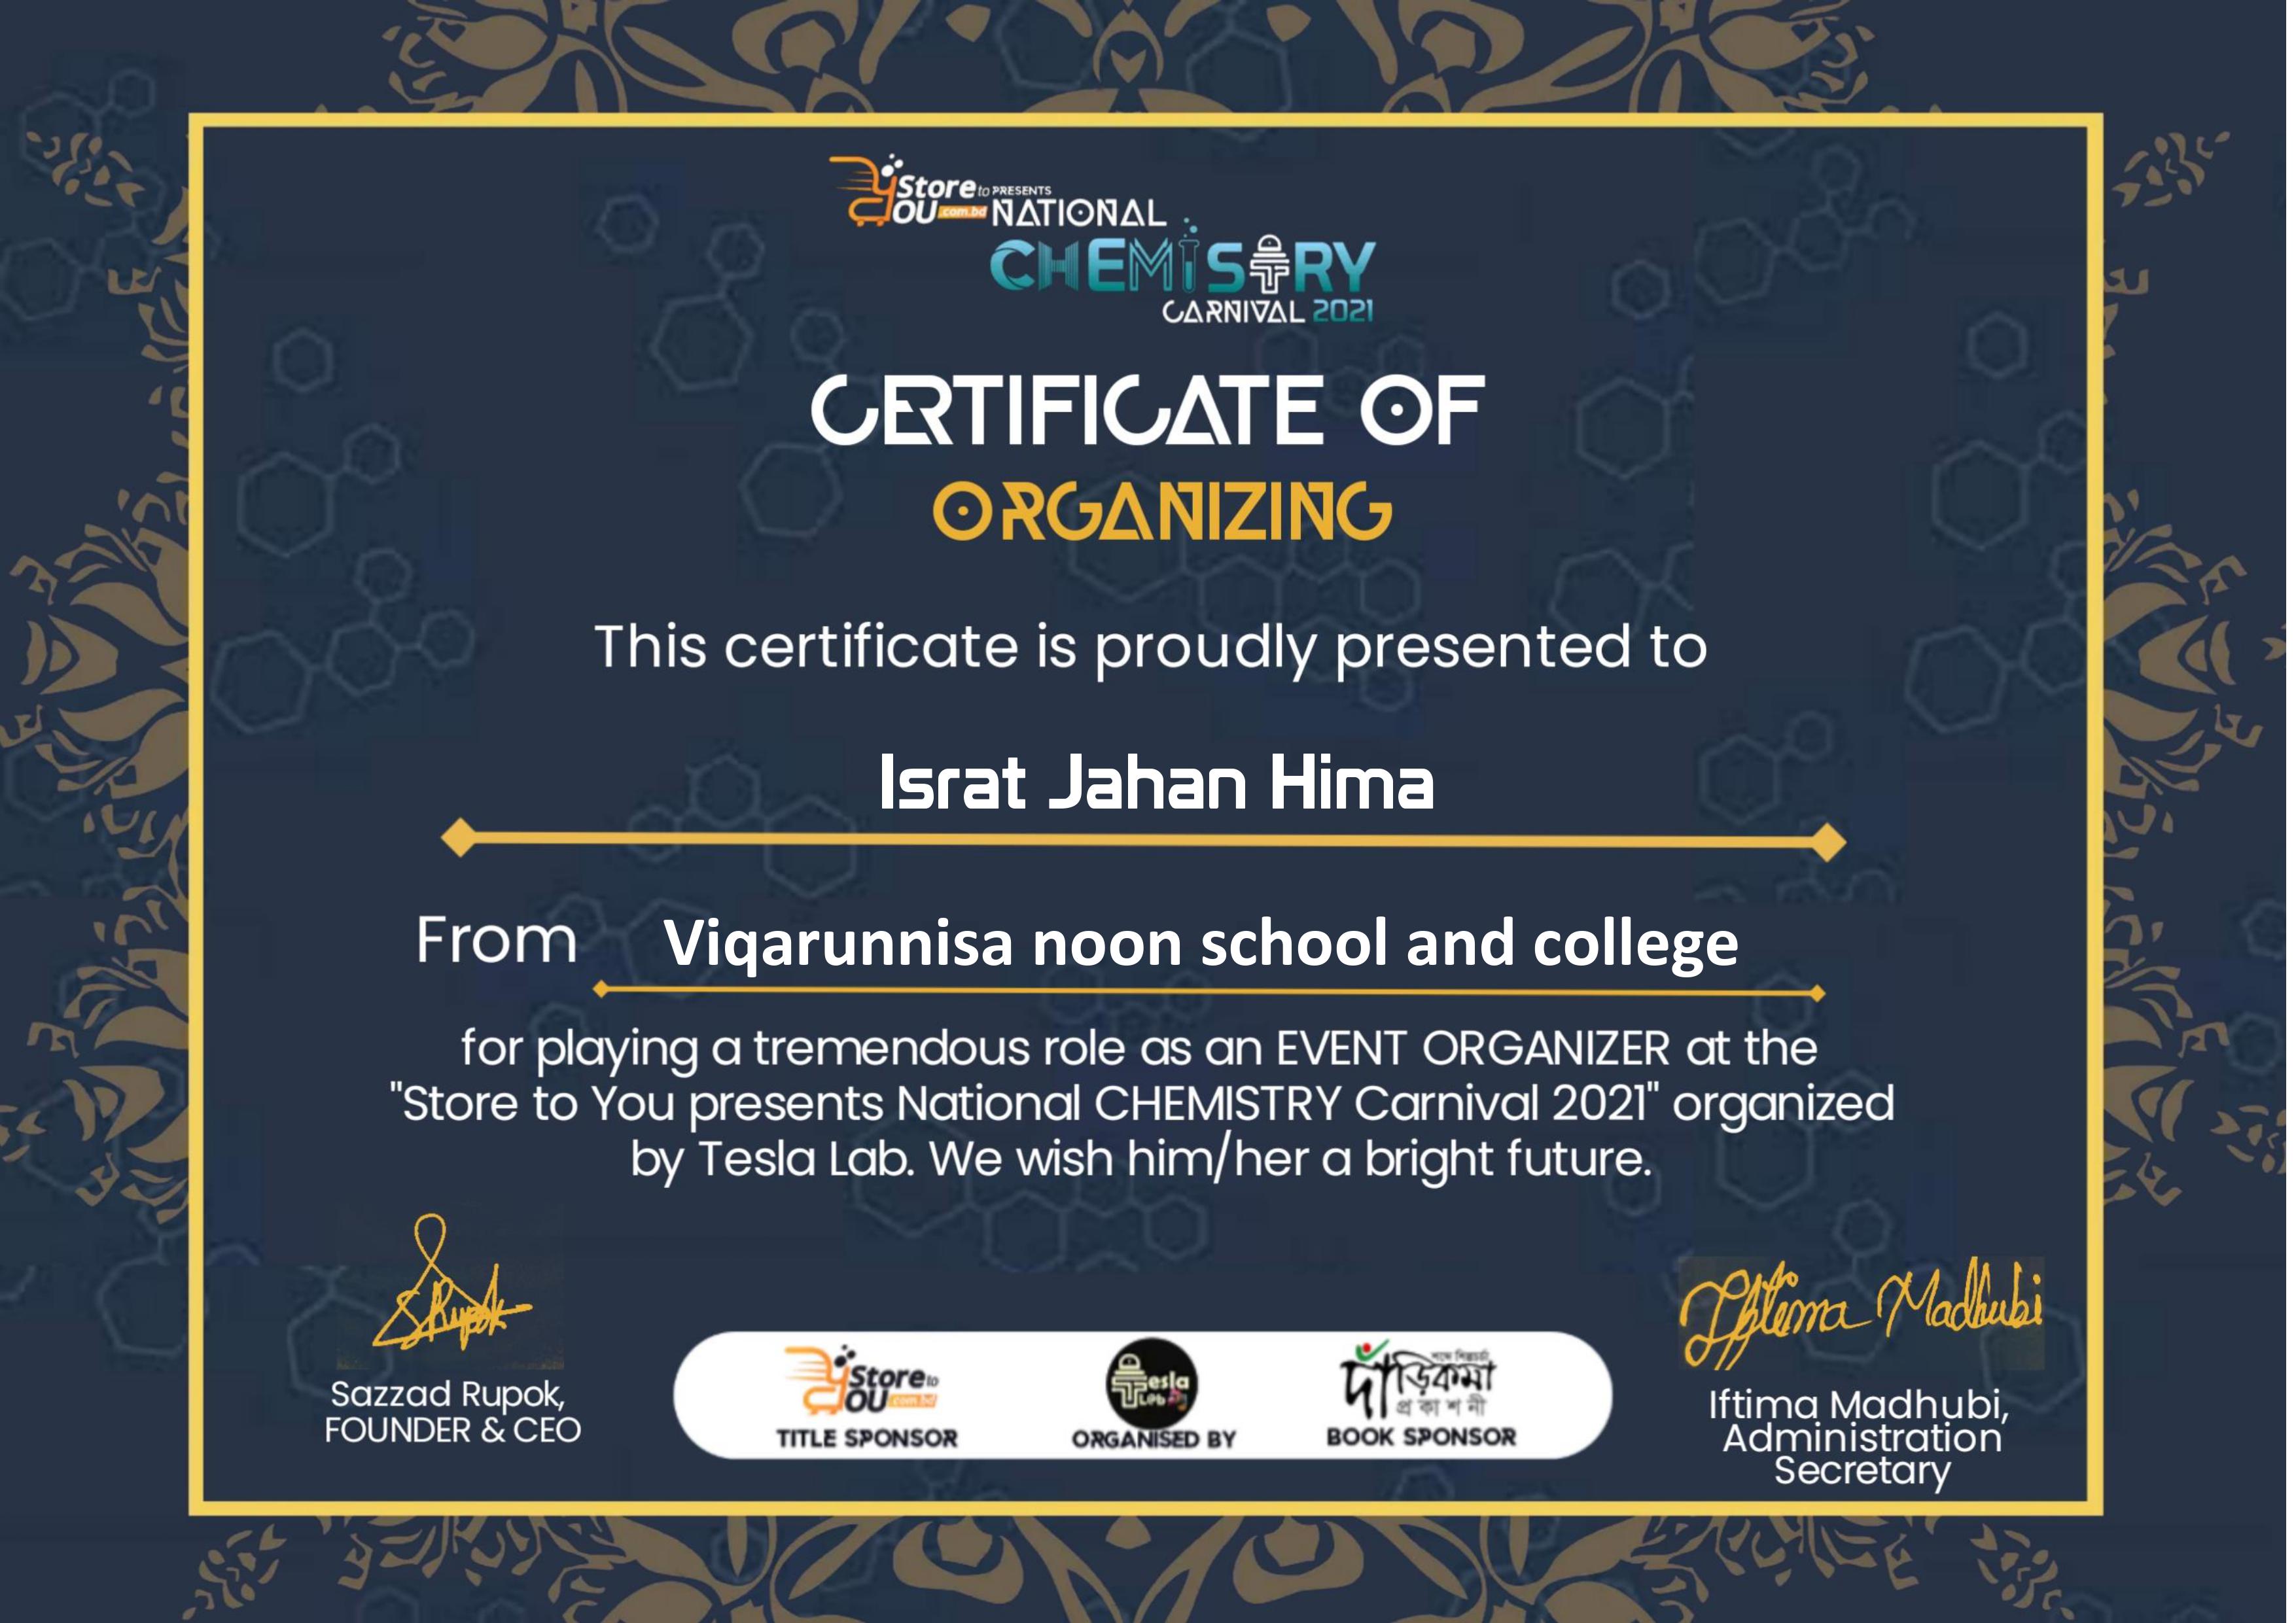 Store to PRESENTS
YOU .com.bd NATIONAL
CHEMISTRY
CARNIVAL 2021
CERTIFICATE OF
ORGANIZING
This certificate is proudly presented to
Israt Jahan Hima
From Viqarunnisa noon school and college
for playing a tremendous role as an EVENT ORGANIZER at the
"Store to You presents National CHEMISTRY Carnival 2021" organized
by Tesla Lab. We wish him/her a bright future.
SRupok
Sazzad Rupok,
FOUNDER & CEO
Store to
YOU .com.bd
TITLE SPONSOR
Tesla
Lab
ORGANISED BY
দাঁড়িকমা
প্রকাশনী
BOOK SPONSOR
Iftima Madhubi
Iftima Madhubi,
Administration
Secretary